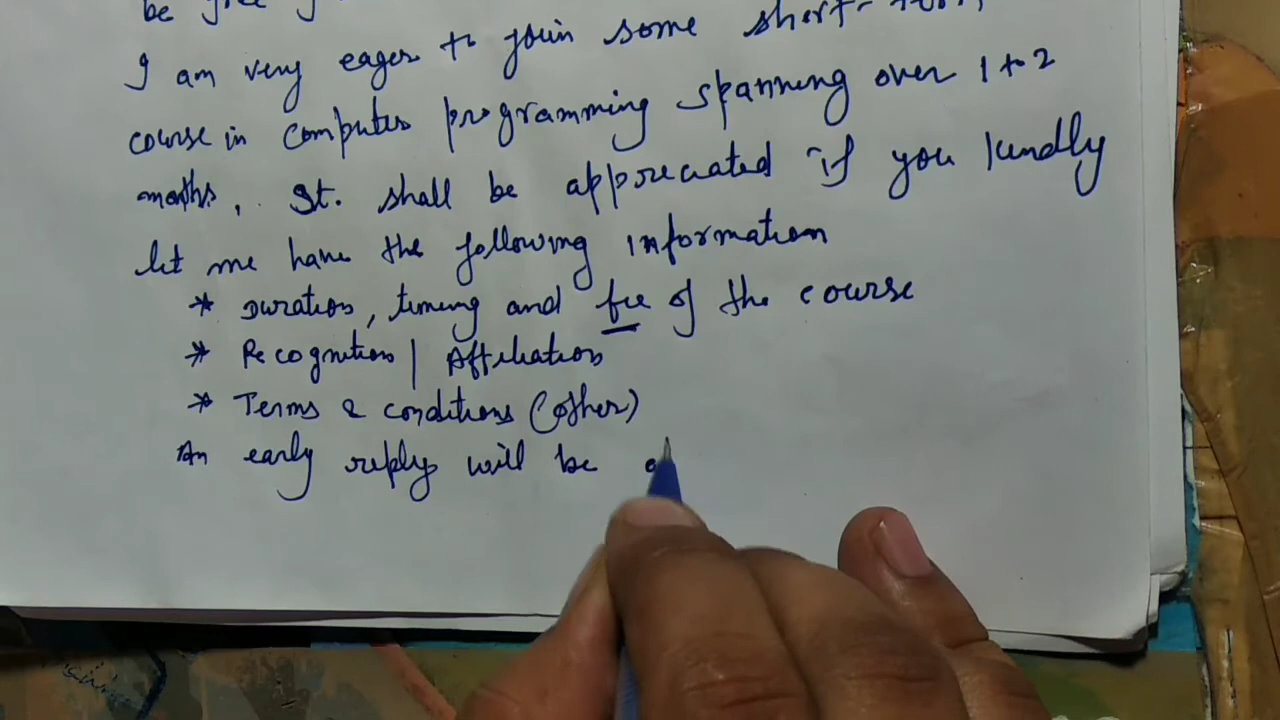 be free
I am very eager to join some short-term
course in computer programming spanning over 1 to 2
months, . It. shall be appreciated if you kindly
let me have the following information
* Duration, timing and fee of the course
* Recognition | Affiliation
* Terms & conditions (other)
An early reply will be a